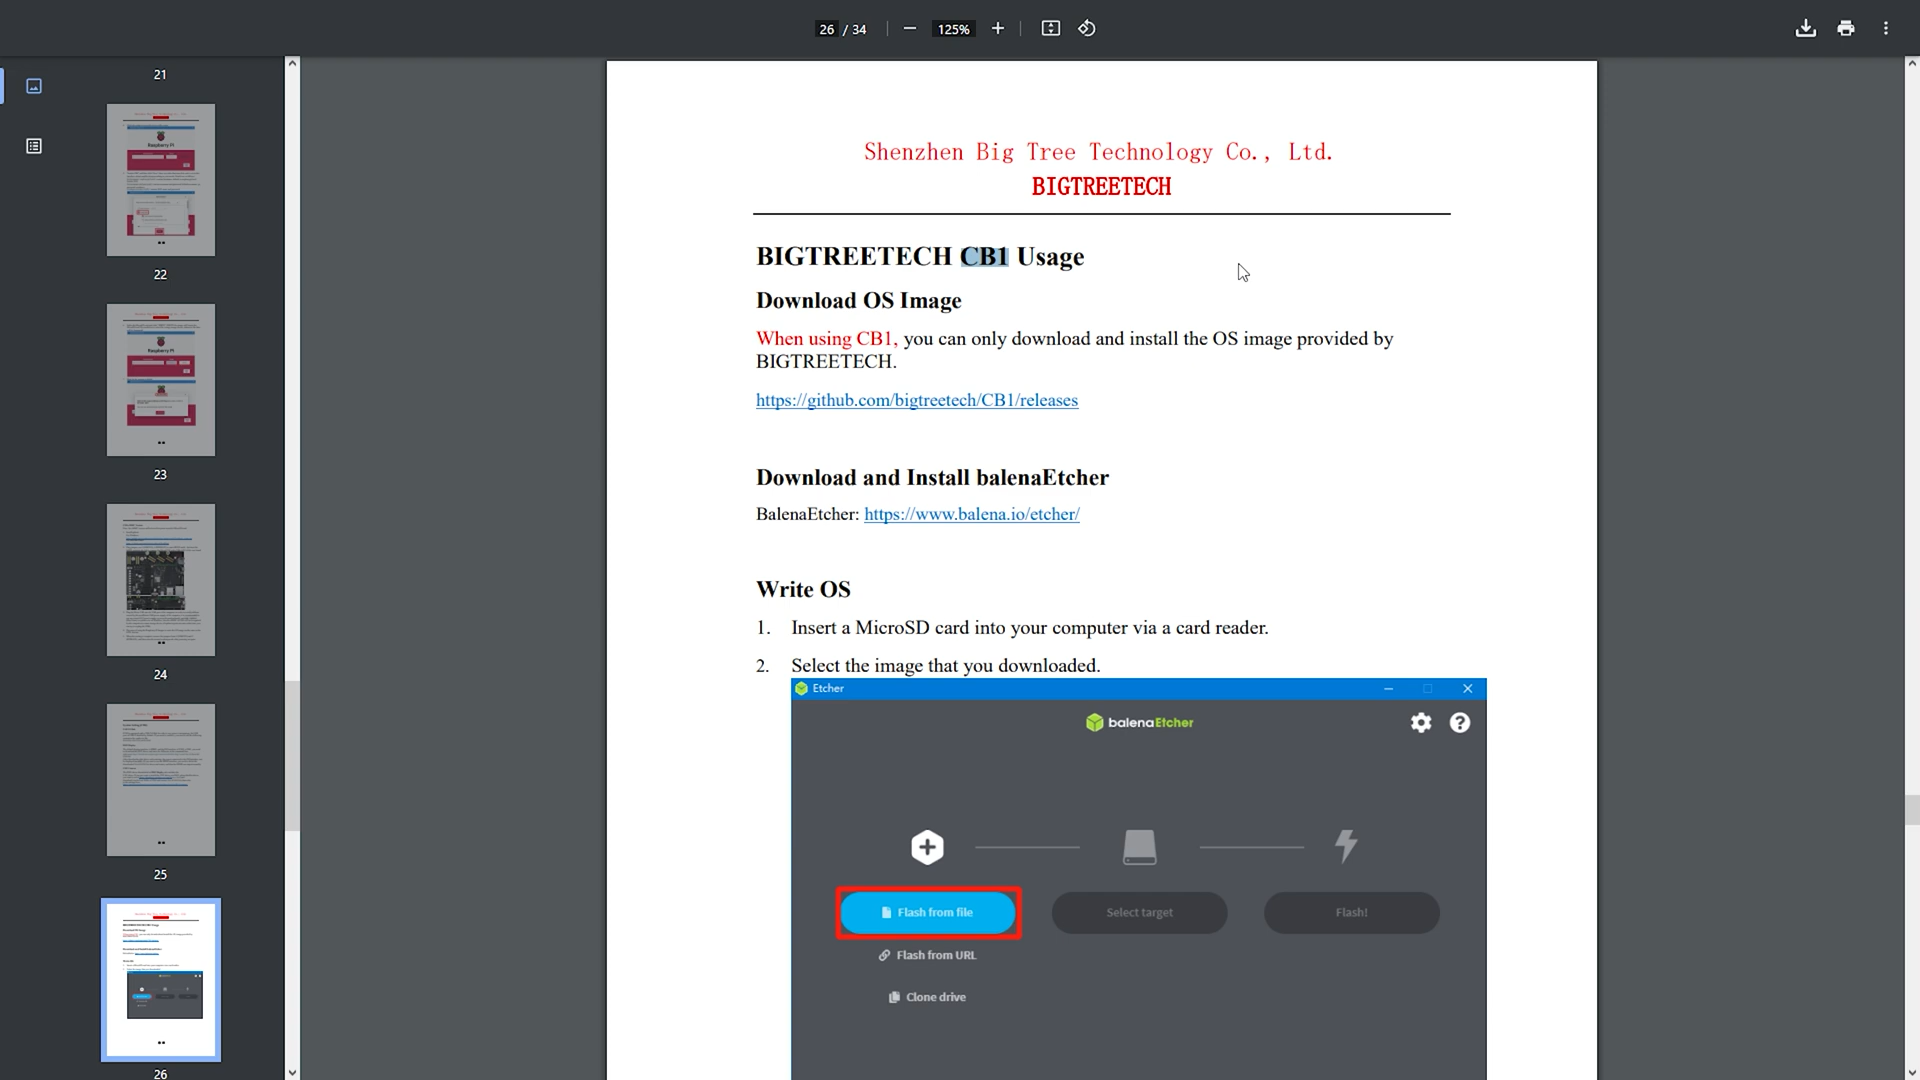 26 / 34
125%
21
22
23
24
25
26
Shenzhen Big Tree Technology Co., Ltd.
BIGTREETECH
BIGTREETECH CB1 Usage
Download OS Image
When using CB1, you can only download and install the OS image provided by
BIGTREETECH.
https://github.com/bigtreetech/CB1/releases
Download and Install balenaEtcher
BalenaEtcher: https://www.balena.io/etcher/
Write OS
1. Insert a MicroSD card into your computer via a card reader.
2. Select the image that you downloaded.
Etcher
balenaEtcher
Flash from file
Select target
Flash!
Flash from URL
Clone drive